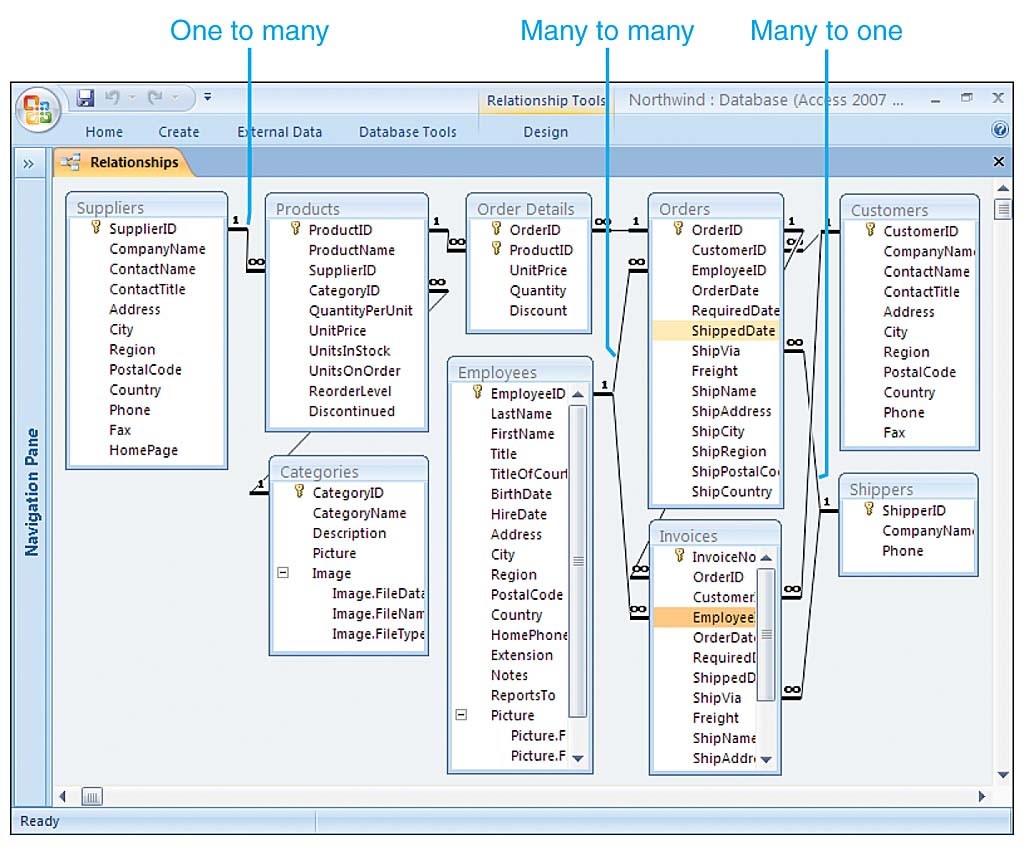 One to many
Many to many
Many to one
Relationship Tools
Northwind : Database (Access 2007 ...
Home
Create
External Data
Database Tools
Design
Relationships
Navigation Pane
Suppliers
SupplierID
CompanyName
ContactName
ContactTitle
Address
City
Region
PostalCode
Country
Phone
Fax
HomePage
1
∞
Products
ProductID
ProductName
SupplierID
CategoryID
QuantityPerUnit
UnitPrice
UnitsInStock
UnitsOnOrder
ReorderLevel
Discontinued
1
∞
∞
Categories
CategoryID
CategoryName
Description
Picture
Image
Image.FileData
Image.FileNam
Image.FileType
1
Order Details
OrderID
ProductID
UnitPrice
Quantity
Discount
∞
1
Employees
EmployeeID
LastName
FirstName
Title
TitleOfCourt
BirthDate
HireDate
Address
City
Region
PostalCode
Country
HomePhone
Extension
Notes
ReportsTo
Picture
Picture.F
Picture.F
1
∞
∞
∞
Orders
OrderID
CustomerID
EmployeeID
OrderDate
RequiredDate
ShippedDate
ShipVia
Freight
ShipName
ShipAddress
ShipCity
ShipRegion
ShipPostalCo
ShipCountry
1
∞
∞
Invoices
InvoiceNo
OrderID
Customer
Employee
OrderDat
Required
ShippedD
ShipVia
Freight
ShipName
ShipAddr
∞
∞
Customers
CustomerID
CompanyName
ContactName
ContactTitle
Address
City
Region
PostalCode
Country
Phone
Fax
1
Shippers
ShipperID
CompanyName
Phone
1
Ready